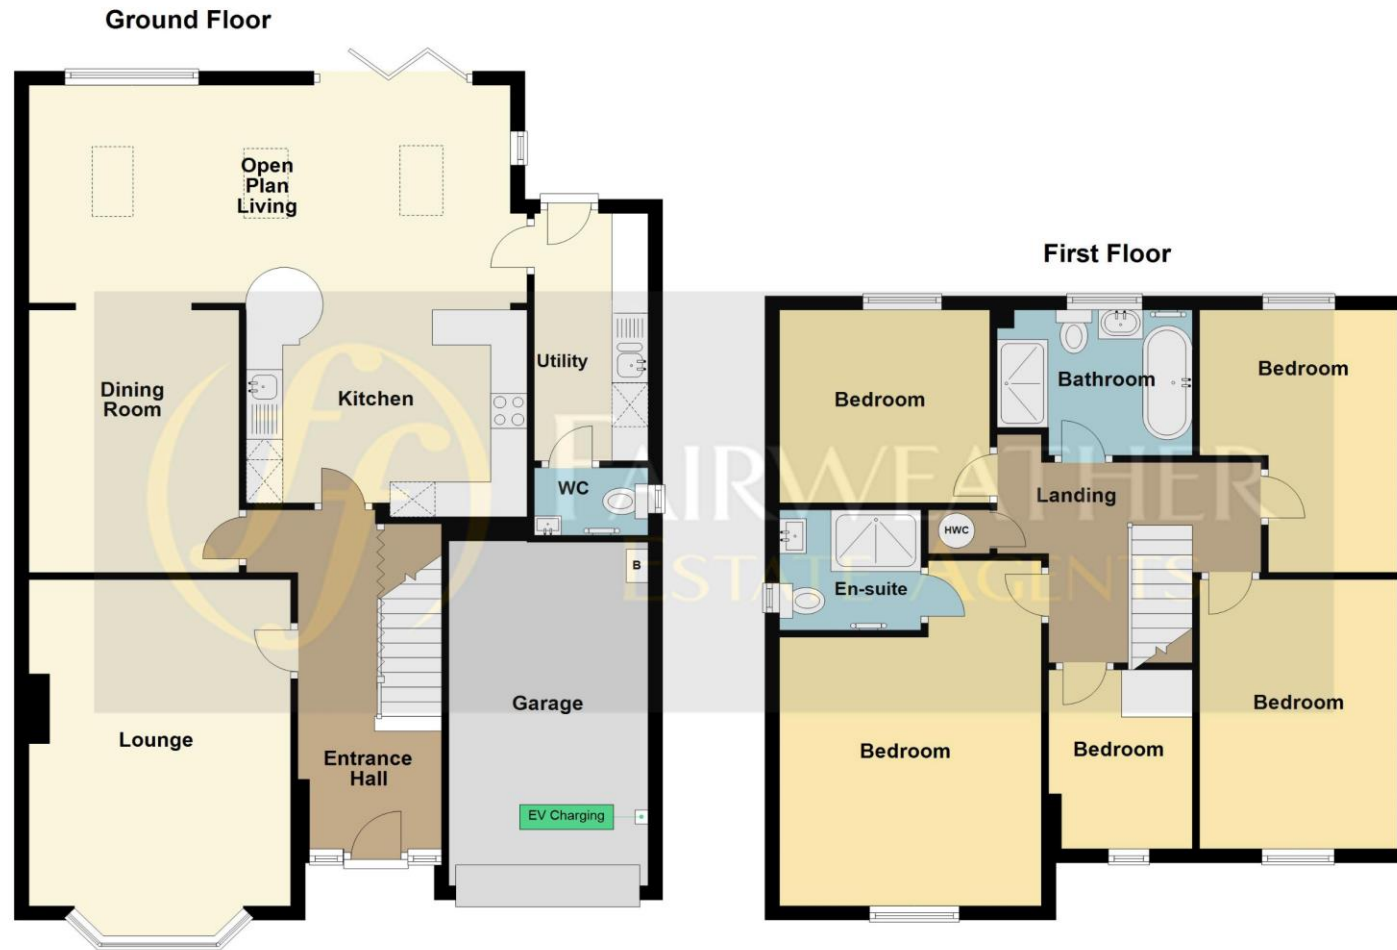 Ground Floor
Open
Plan
Living
Dining
Room
Kitchen
Utility
WC
B
Garage
EV Charging
Lounge
Entrance
Hall
First Floor
Bedroom
Bathroom
Bedroom
Landing
HWC
En-suite
Bedroom
Bedroom
Bedroom
ff
FAIRWEATHER
ESTATE AGENTS